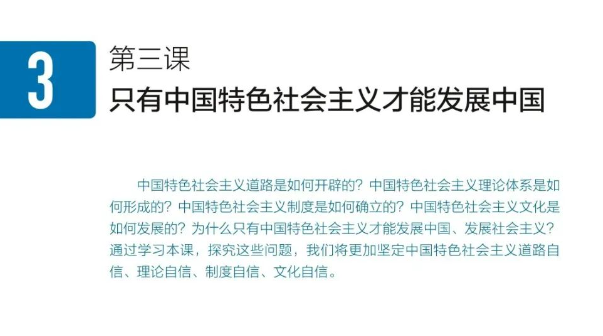 3
第三课
只有中国特色社会主义才能发展中国
中国特色社会主义道路是如何开辟的？中国特色社会主义理论体系是如
何形成的？中国特色社会主义制度是如何确立的？中国特色社会主义文化是
如何发展的？为什么只有中国特色社会主义才能发展中国、发展社会主义？
通过学习本课，探究这些问题，我们将更加坚定中国特色社会主义道路自
信、理论自信、制度自信、文化自信。